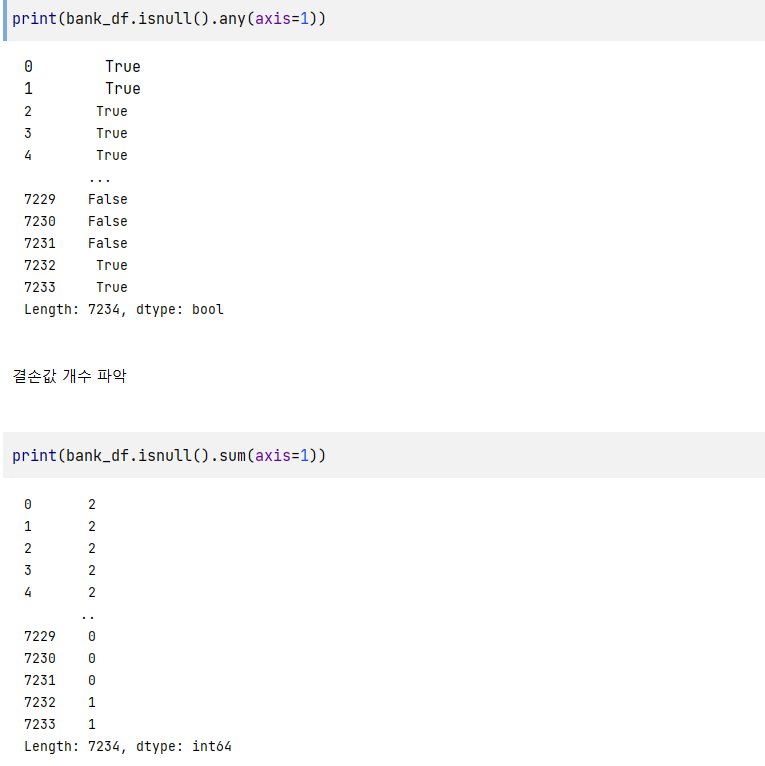 print(bank_df.isnull().any(axis=1))
0 True
1 True
2 True
3 True
4 True
...
7229 False
7230 False
7231 False
7232 True
7233 True
Length: 7234, dtype: bool
결손값 개수 파악
print(bank_df.isnull().sum(axis=1))
0 2
1 2
2 2
3 2
4 2
..
7229 0
7230 0
7231 0
7232 1
7233 1
Length: 7234, dtype: int64